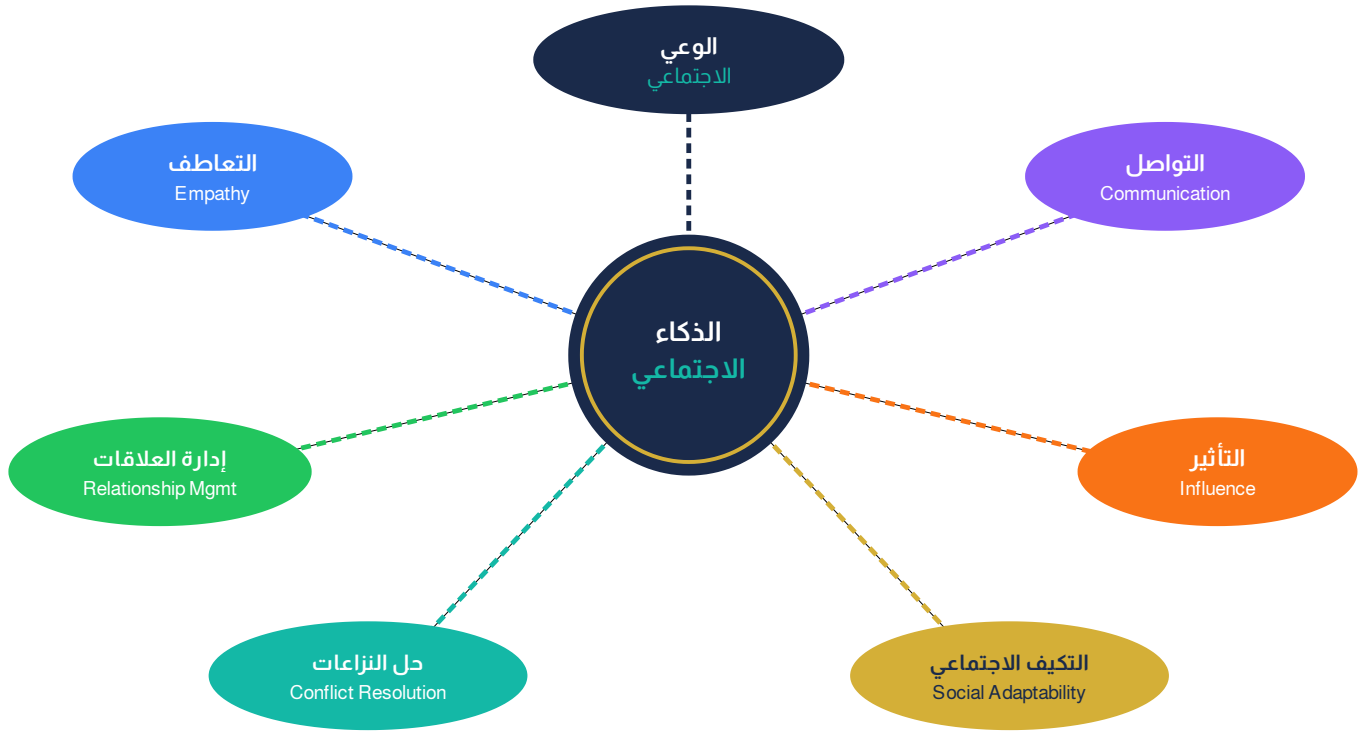 الوعي
الاجتماعي
التعاطف
Empathy
التواصل
Communication
الذكاء
الاجتماعي
إدارة العلاقات
Relationship Mgmt
التأثير
Influence
حل النزاعات
Conflict Resolution
التكيف الاجتماعي
Social Adaptability